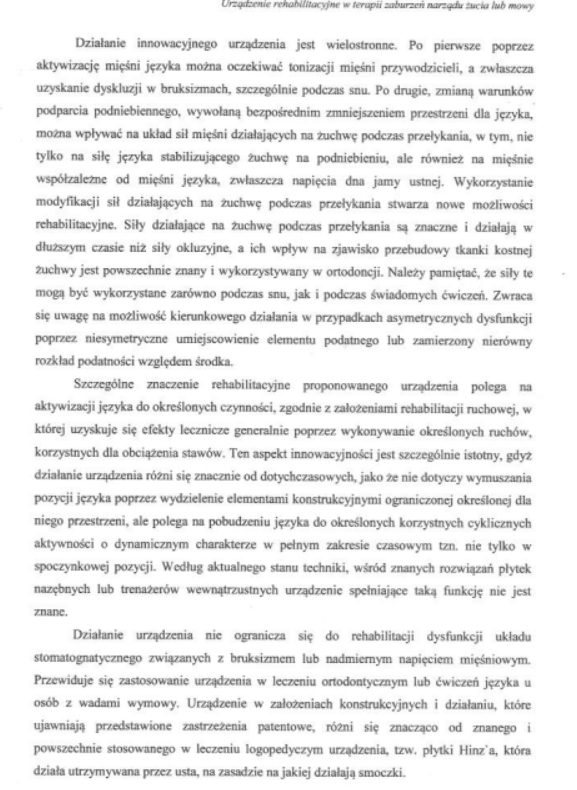 Urządzenie rehabilitacyjne w terapii zaburzeń narządu żucia lub mowy
Działanie innowacyjnego urządzenia jest wielostronne. Po pierwsze poprzez
aktywizację mięśni języka można oczekiwać tonizacji mięśni przywodzicieli, a zwłaszcza
uzyskanie dyskluzji w bruksizmach, szczególnie podczas snu. Po drugie, zmianą warunków
podparcia podniebiennego, wywołaną bezpośrednim zmniejszeniem przestrzeni dla języka,
można wpływać na układ sił mięśni działających na żuchwę podczas przełykania, w tym, nie
tylko na siłę języka stabilizującego żuchwę na podniebieniu, ale również na mięśnie
współzależne od mięśni języka, zwłaszcza napięcia dna jamy ustnej. Wykorzystanie
modyfikacji sił działających na żuchwę podczas przełykania stwarza nowe możliwości
rehabilitacyjne. Siły działające na żuchwę podczas przełykania są znaczne i działają w
dłuższym czasie niż siły okluzyjne, a ich wpływ na zjawisko przebudowy tkanki kostnej
żuchwy jest powszechnie znany i wykorzystywany w ortodoncji. Należy pamiętać, że siły te
mogą być wykorzystane zarówno podczas snu, jak i podczas świadomych ćwiczeń. Zwraca
się uwagę na możliwość kierunkowego działania w przypadkach asymetrycznych dysfunkcji
poprzez niesymetryczne umiejscowienie elementu podatnego lub zamierzony nierówny
rozkład podatności względem środka.
Szczególne znaczenie rehabilitacyjne proponowanego urządzenia polega na
aktywizacji języka do określonych czynności, zgodnie z założeniami rehabilitacji ruchowej, w
której uzyskuje się efekty lecznicze generalnie poprzez wykonywanie określonych ruchów,
korzystnych dla obciążenia stawów. Ten aspekt innowacyjności jest szczególnie istotny, gdyż
działanie urządzenia różni się znacznie od dotychczasowych, jako że nie dotyczy wymuszania
pozycji języka poprzez wydzielenie elementami konstrukcyjnymi ograniczonej określonej dla
niego przestrzeni, ale polega na pobudzeniu języka do określonych korzystnych cyklicznych
aktywności o dynamicznym charakterze w pełnym zakresie czasowym tzn. nie tylko w
spoczynkowej pozycji. Według aktualnego stanu techniki, wśród znanych rozwiązań płytek
nazębnych lub trenażerów wewnątrzustnych urządzenie spełniające taką funkcję nie jest
znane.
Działanie urządzenia nie ogranicza się do rehabilitacji dysfunkcji układu
stomatognatycznego związanych z bruksizmem lub nadmiernym napięciem mięśniowym.
Przewiduje się zastosowanie urządzenia w leczeniu ortodontycznym lub ćwiczeń języka u
osób z wadami wymowy. Urządzenie w założeniach konstrukcyjnych i działaniu, które
ujawniają przedstawione zastrzeżenia patentowe, różni się znacząco od znanego i
powszechnie stosowanego w leczeniu logopedycznym urządzenia, tzw. płytki Hinz`a, która
działa utrzymywana przez usta, na zasadzie na jakiej działają smoczki.